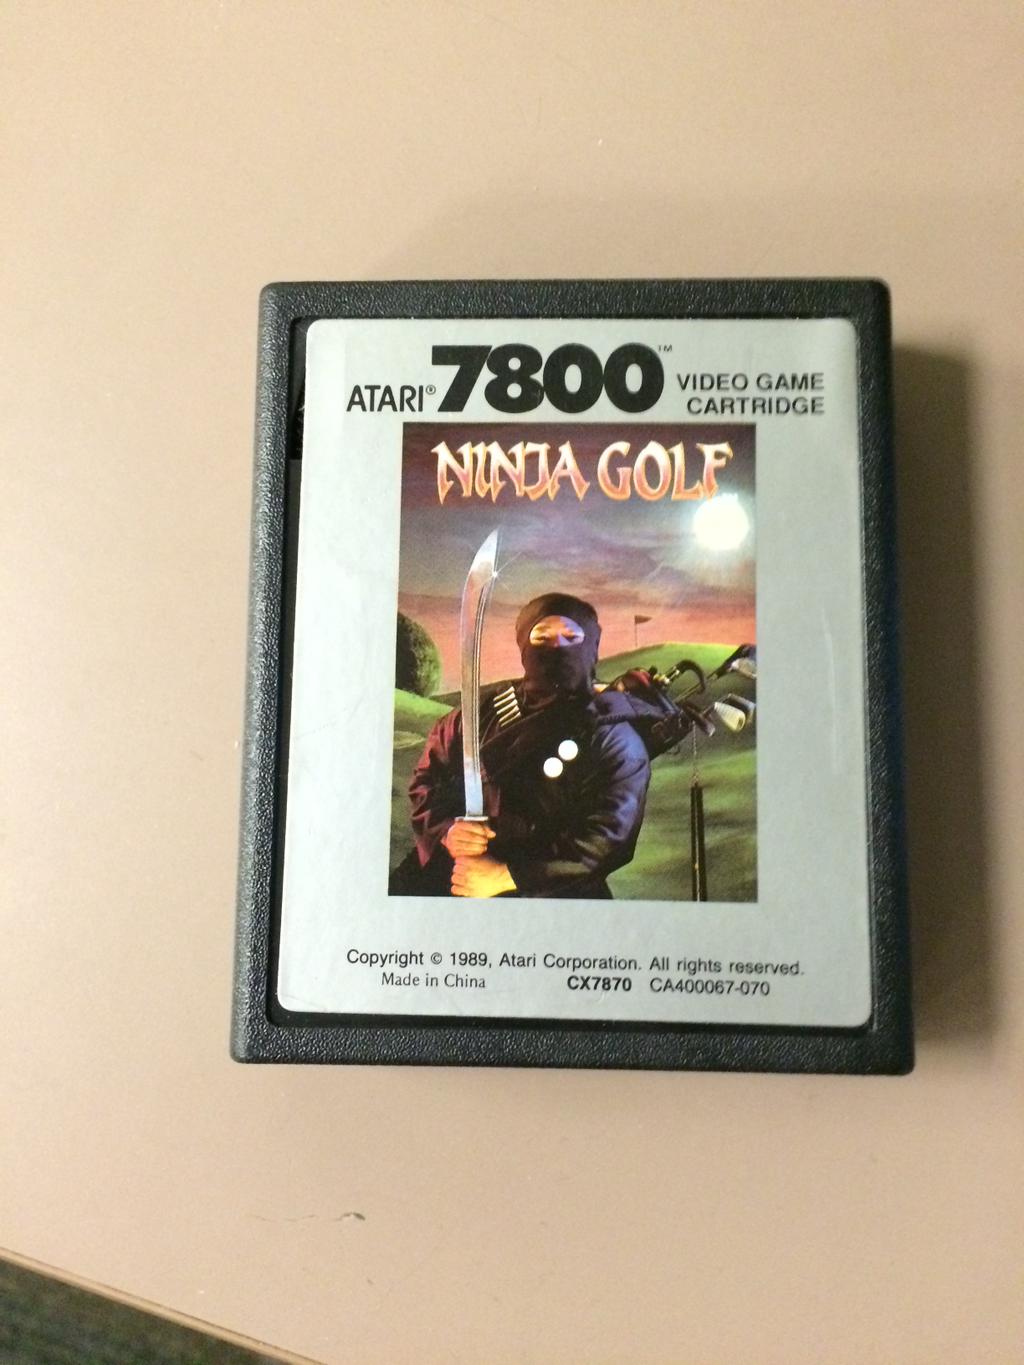 ATARI® 7800™ VIDEO GAME
CARTRIDGE
NINJA GOLF
Copyright © 1989, Atari Corporation. All rights reserved.
Made in China CX7870 CA400067-070